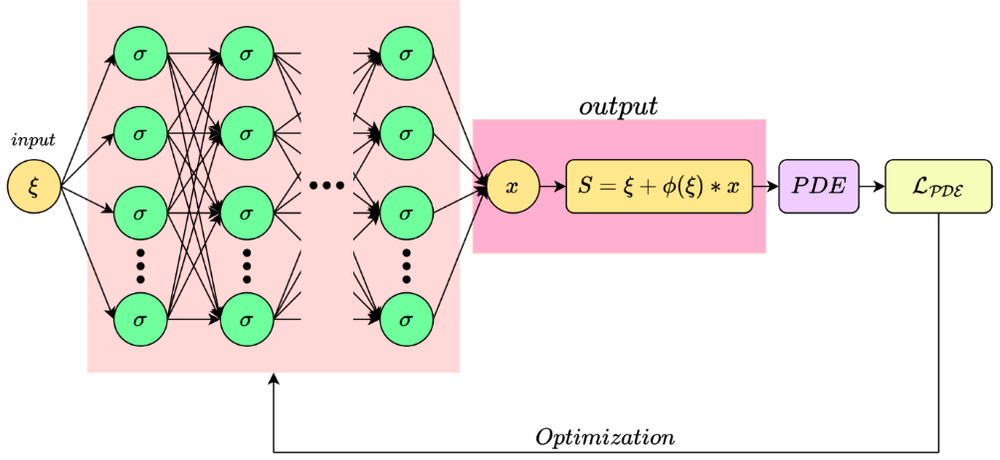 input
ξ
σ σ σ
σ σ σ
σ σ σ
σ σ σ
output
x
S = ξ + ϕ(ξ) * x
PDE
ℒ_𝒫𝒟ℰ
Optimization